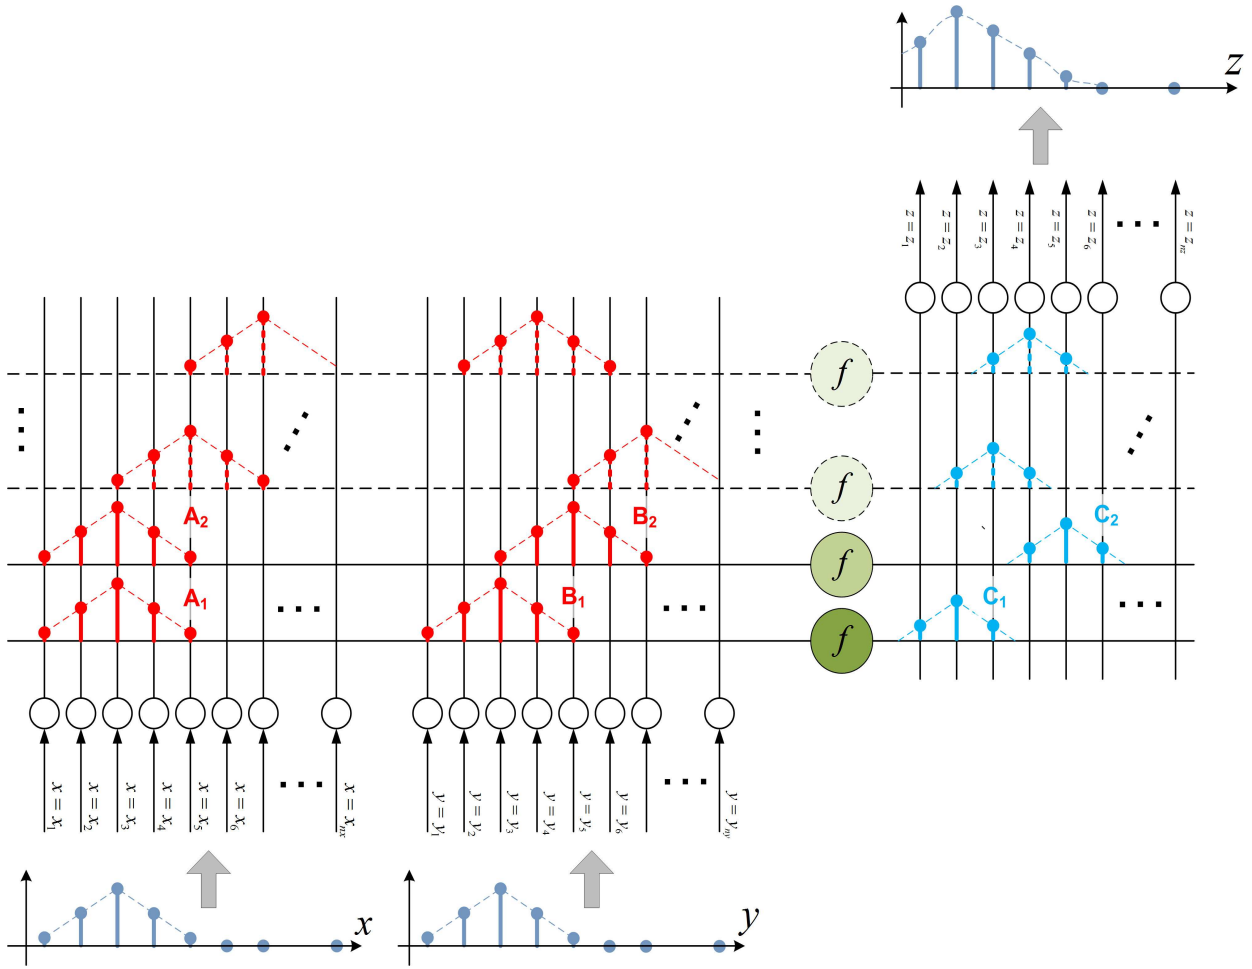 z
z = z₁
z = z₂
z = z₃
z = z₄
z = z₅
z = z₆
z = zₙz
f
f
A₂
B₂
C₂
f
A₁
B₁
C₁
f
x = x₁
x = x₂
x = x₃
x = x₄
x = x₅
x = x₆
x = xₙₓ
y = y₁
y = y₂
y = y₃
y = y₄
y = y₅
y = y₆
y = yₙy
x
y